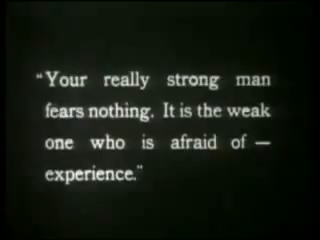 "Your really strong man
fears nothing. It is the weak
one who is afraid of —
experience."